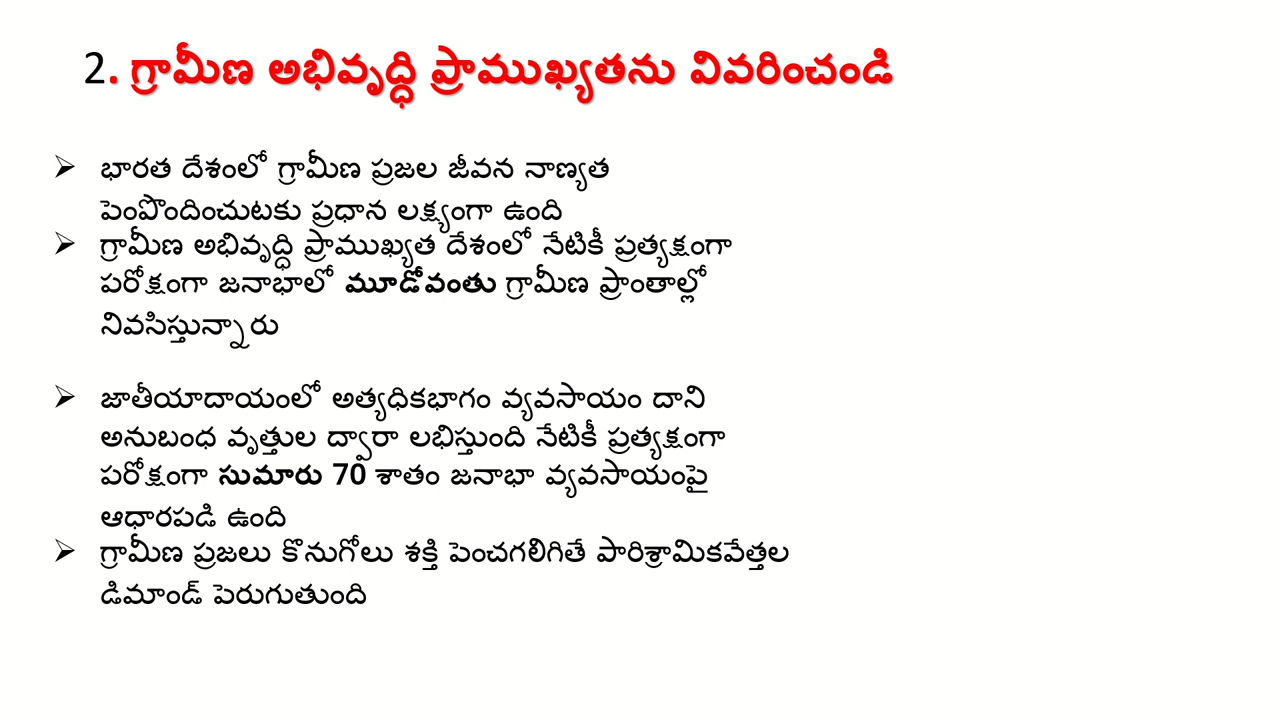 2. గ్రామీణ అభివృద్ధి ప్రాముఖ్యతను వివరించండి
➢ భారత దేశంలో గ్రామీణ ప్రజల జీవన నాణ్యత
పెంపొందించుటకు ప్రధాన లక్ష్యంగా ఉంది
➢ గ్రామీణ అభివృద్ధి ప్రాముఖ్యత దేశంలో నేటికీ ప్రత్యక్షంగా
పరోక్షంగా జనాభాలో మూడోవంతు గ్రామీణ ప్రాంతాల్లో
నివసిస్తున్నారు
➢ జాతీయాదాయంలో అత్యధికభాగం వ్యవసాయం దాని
అనుబంధ వృత్తుల ద్వారా లభిస్తుంది నేటికీ ప్రత్యక్షంగా
పరోక్షంగా సుమారు 70 శాతం జనాభా వ్యవసాయంపై
ఆధారపడి ఉంది
➢ గ్రామీణ ప్రజలు కొనుగోలు శక్తి పెంచగలిగితే పారిశ్రామికవేత్తల
డిమాండ్ పెరుగుతుంది